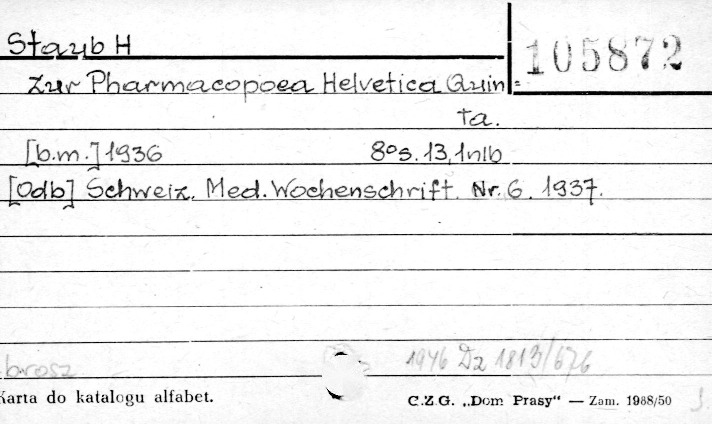 Staub H
105872
Zur Pharmacopoea Helvetica Quin=
ta.
[b.m.] 1936 8° s. 13, 1nlb
[Odb] Schweiz. Med. Wochenschrift. Nr. 6. 1937.
brosz
1946 Dz 1813/676
Karta do katalogu alfabet.
C.Z.G. „Dom Prasy“ — Zam. 1988/50